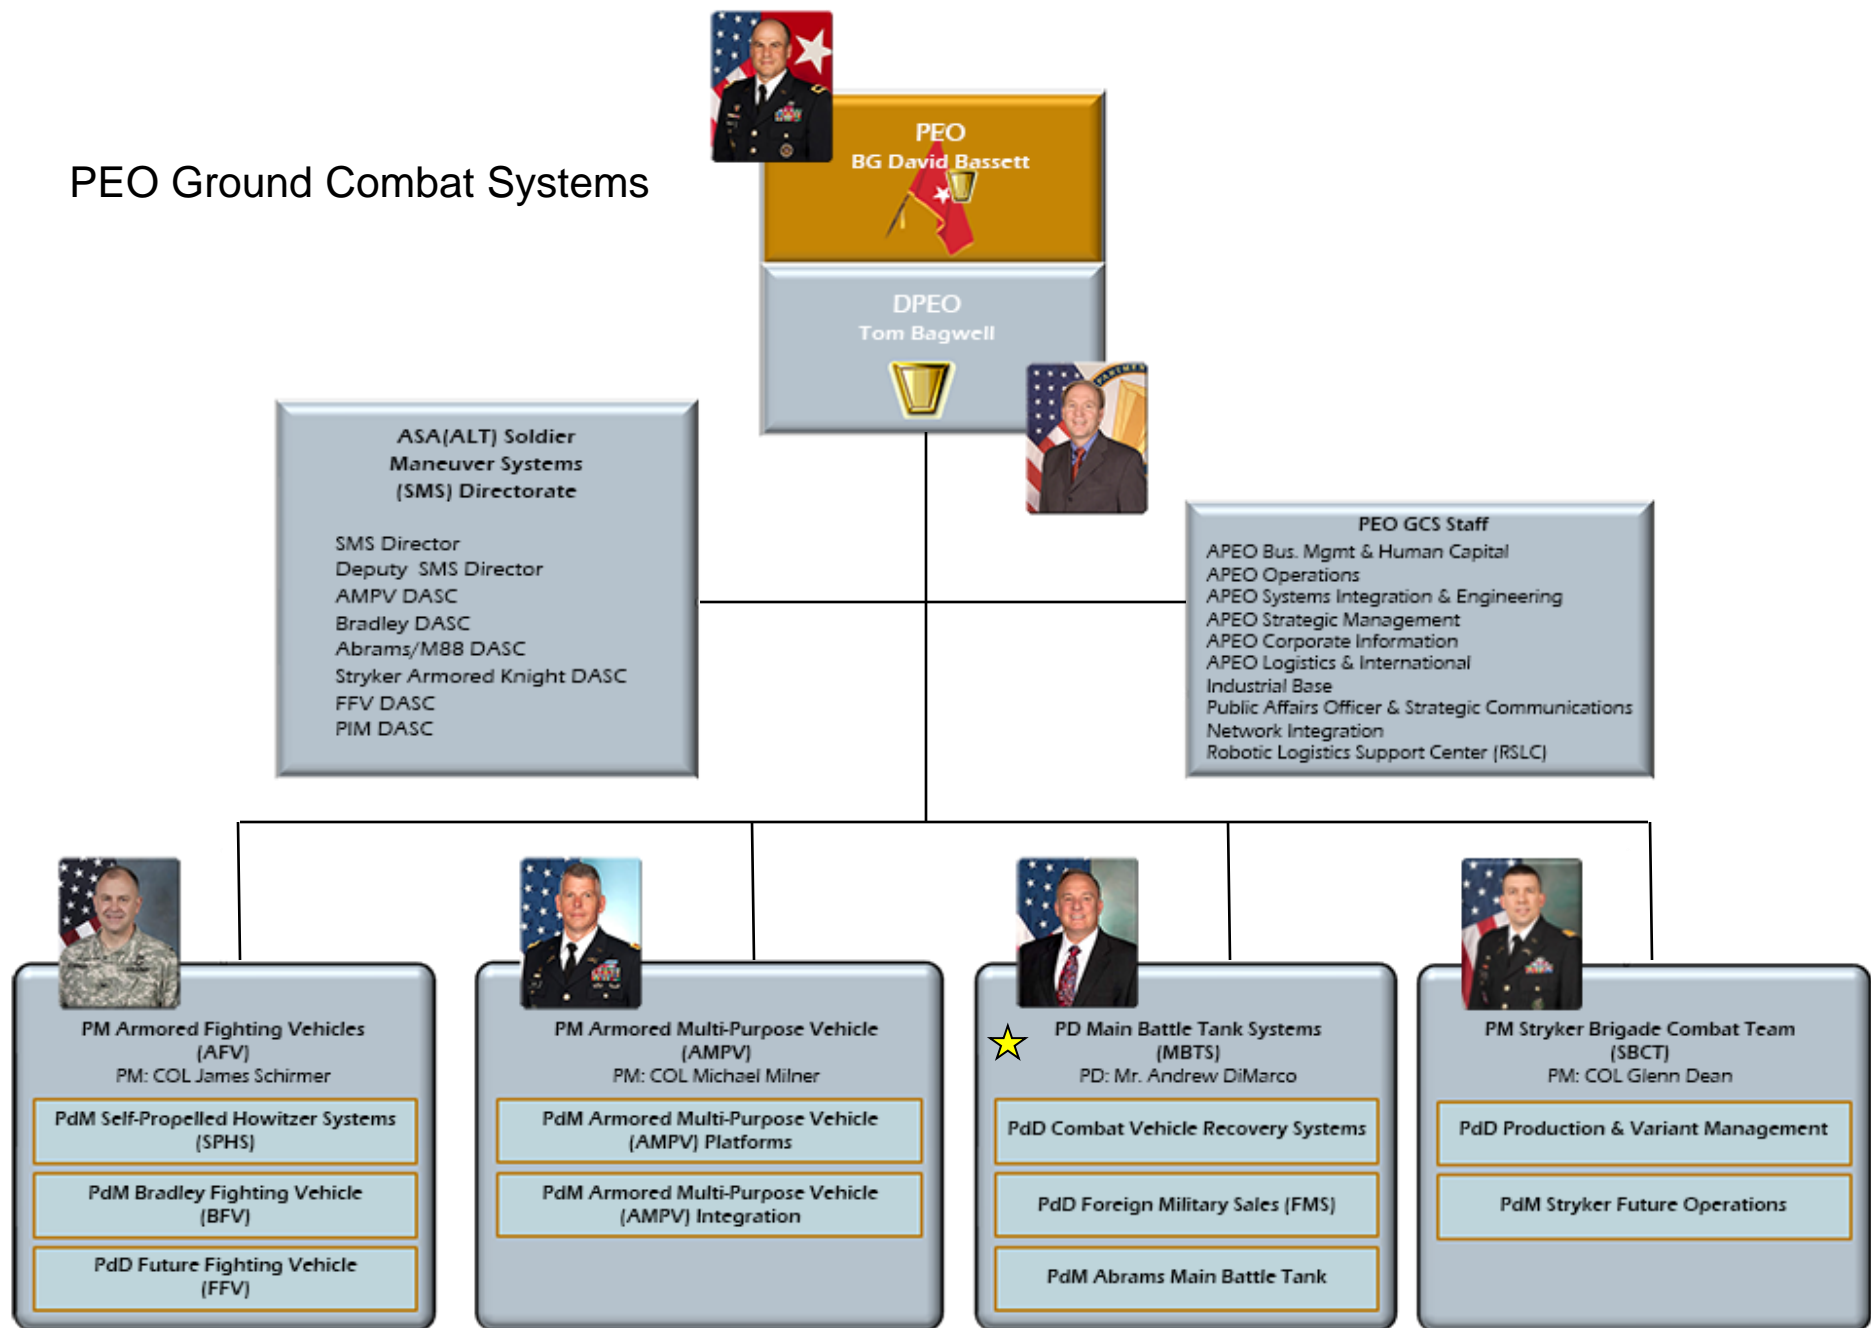 PEO Ground Combat Systems
PEO
BG David Bassett
DPEO
Tom Bagwell
ASA(ALT) Soldier
Maneuver Systems
(SMS) Directorate
SMS Director
Deputy SMS Director
AMPV DASC
Bradley DASC
Abrams/M88 DASC
Stryker Armored Knight DASC
FFV DASC
PIM DASC
PEO GCS Staff
APEO Bus. Mgmt & Human Capital
APEO Operations
APEO Systems Integration & Engineering
APEO Strategic Management
APEO Corporate Information
APEO Logistics & International
Industrial Base
Public Affairs Officer & Strategic Communications
Network Integration
Robotic Logistics Support Center (RSLC)
PM Armored Fighting Vehicles
(AFV)
PM: COL James Schirmer
PdM Self-Propelled Howitzer Systems
(SPHS)
PdM Bradley Fighting Vehicle
(BFV)
PdD Future Fighting Vehicle
(FFV)
PM Armored Multi-Purpose Vehicle
(AMPV)
PM: COL Michael Milner
PdM Armored Multi-Purpose Vehicle
(AMPV) Platforms
PdM Armored Multi-Purpose Vehicle
(AMPV) Integration
PD Main Battle Tank Systems
(MBTS)
PD: Mr. Andrew DiMarco
PdD Combat Vehicle Recovery Systems
PdD Foreign Military Sales (FMS)
PdM Abrams Main Battle Tank
PM Stryker Brigade Combat Team
(SBCT)
PM: COL Glenn Dean
PdD Production & Variant Management
PdM Stryker Future Operations